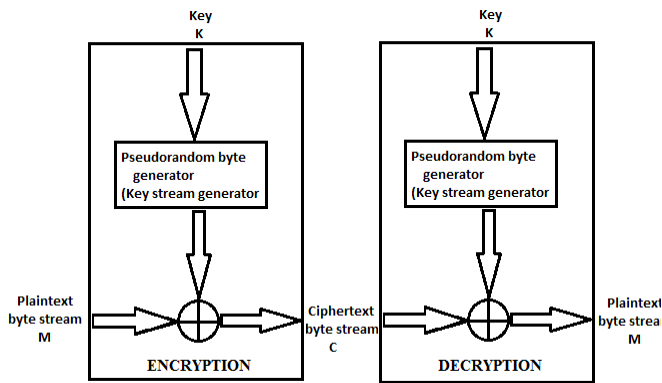 Key
K
Pseudorandom byte
generator
(Key stream generator
Plaintext
byte stream
M
ENCRYPTION
Ciphertext
byte stream
C
Key
K
Pseudorandom byte
generator
(Key stream generator
DECRYPTION
Plaintext
byte stream
M